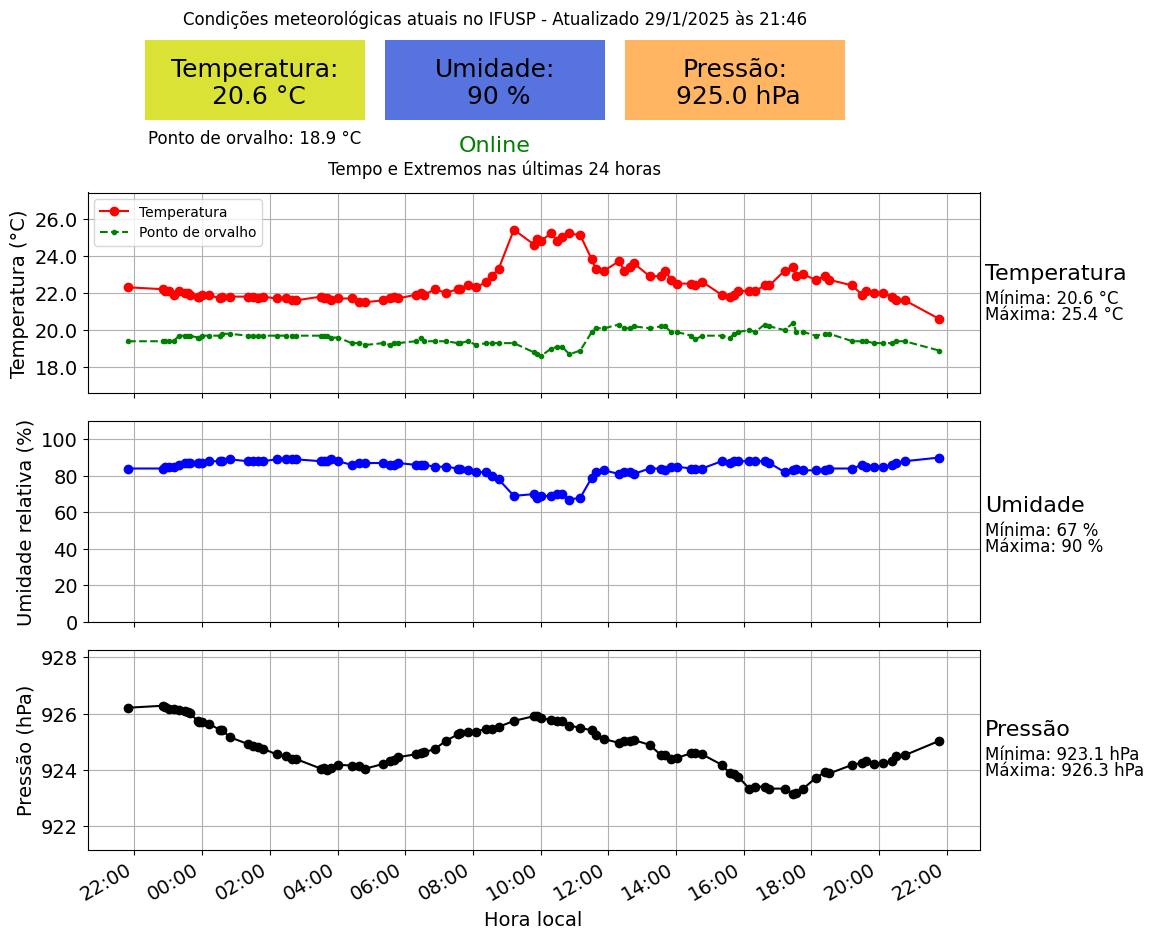 Condições meteorológicas atuais no IFUSP - Atualizado 29/1/2025 às 21:46
Temperatura:
20.6 °C
Umidade:
90 %
Pressão:
925.0 hPa
Ponto de orvalho: 18.9 °C
Online
Tempo e Extremos nas últimas 24 horas
Temperatura (°C)
26.0
24.0
22.0
20.0
18.0
Temperatura
Ponto de orvalho
Temperatura
Mínima: 20.6 °C
Máxima: 25.4 °C
Umidade relativa (%)
100
80
60
40
20
0
Umidade
Mínima: 67 %
Máxima: 90 %
Pressão (hPa)
928
926
924
922
Pressão
Mínima: 923.1 hPa
Máxima: 926.3 hPa
22:00 00:00 02:00 04:00 06:00 08:00 10:00 12:00 14:00 16:00 18:00 20:00 22:00
Hora local